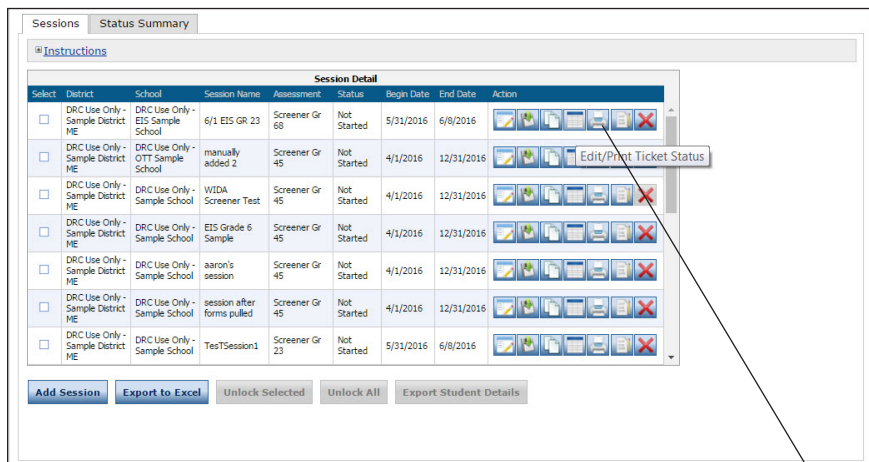 Sessions Status Summary
Instructions
Session Detail
Select District School Session Name Assessment Status Begin Date End Date Action
DRC Use Only - Sample District ME DRC Use Only - EIS Sample School 6/1 EIS GR 23 Screener Gr 68 Not Started 5/31/2016 6/8/2016
DRC Use Only - Sample District ME DRC Use Only - OTT Sample School manually added 2 Screener Gr 45 Not Started 4/1/2016 12/31/2016
Edit/Print Ticket Status
DRC Use Only - Sample District ME DRC Use Only - Sample School WIDA Screener Test Screener Gr 45 Not Started 4/1/2016 12/31/2016
DRC Use Only - Sample District ME DRC Use Only - Sample School EIS Grade 6 Sample Screener Gr 45 Not Started 4/1/2016 12/31/2016
DRC Use Only - Sample District ME DRC Use Only - Sample School aaron's session Screener Gr 45 Not Started 4/1/2016 12/31/2016
DRC Use Only - Sample District ME DRC Use Only - Sample School session after forms pulled Screener Gr 45 Not Started 4/1/2016 12/31/2016
DRC Use Only - Sample District ME DRC Use Only - Sample School TesTSession1 Screener Gr 23 Not Started 5/31/2016 6/8/2016
Add Session Export to Excel Unlock Selected Unlock All Export Student Details